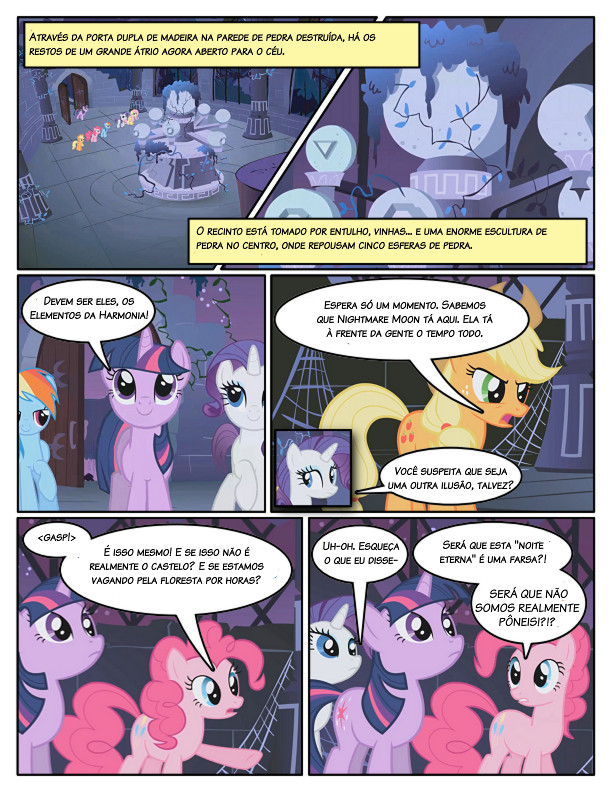 Através da porta dupla de madeira na parede de pedra destruída, há os
restos de um grande átrio agora aberto para o céu.
O recinto está tomado por entulho, vinhas... e uma enorme escultura de
pedra no centro, onde repousam cinco esferas de pedra.
Devem ser eles, os
Elementos da Harmonia!
Espera só um momento. Sabemos
que Nightmare Moon tá aqui. Ela tá
à frente da gente o tempo todo.
Você suspeita que seja
uma outra ilusão, talvez?
<gasp!>
É isso mesmo! E se isso não é
realmente o castelo? E se estamos
vagando pela floresta por horas?
Uh-oh. Esqueça
o que eu disse-
Será que esta "noite
eterna" é uma farsa?!
SERÁ QUE NÃO
SOMOS REALMENTE
PÔNEIS!?!?